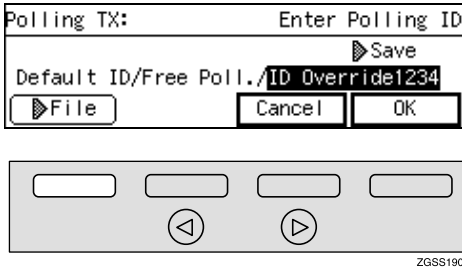 Polling TX: Enter Polling ID
Save
Default ID/Free Poll./ID Override1234
File Cancel OK
ZGSS190